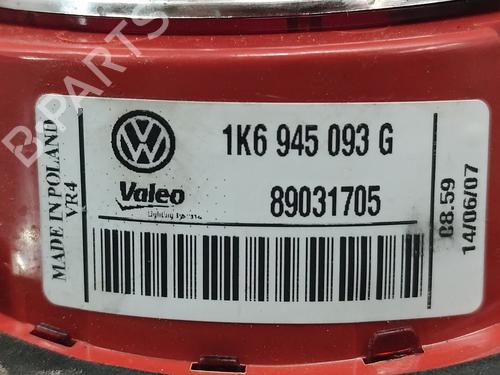 B-PARTS
MADE IN POLAND
VR4
1K6 945 093 G
Valeo
89031705
08.59
14/06/07